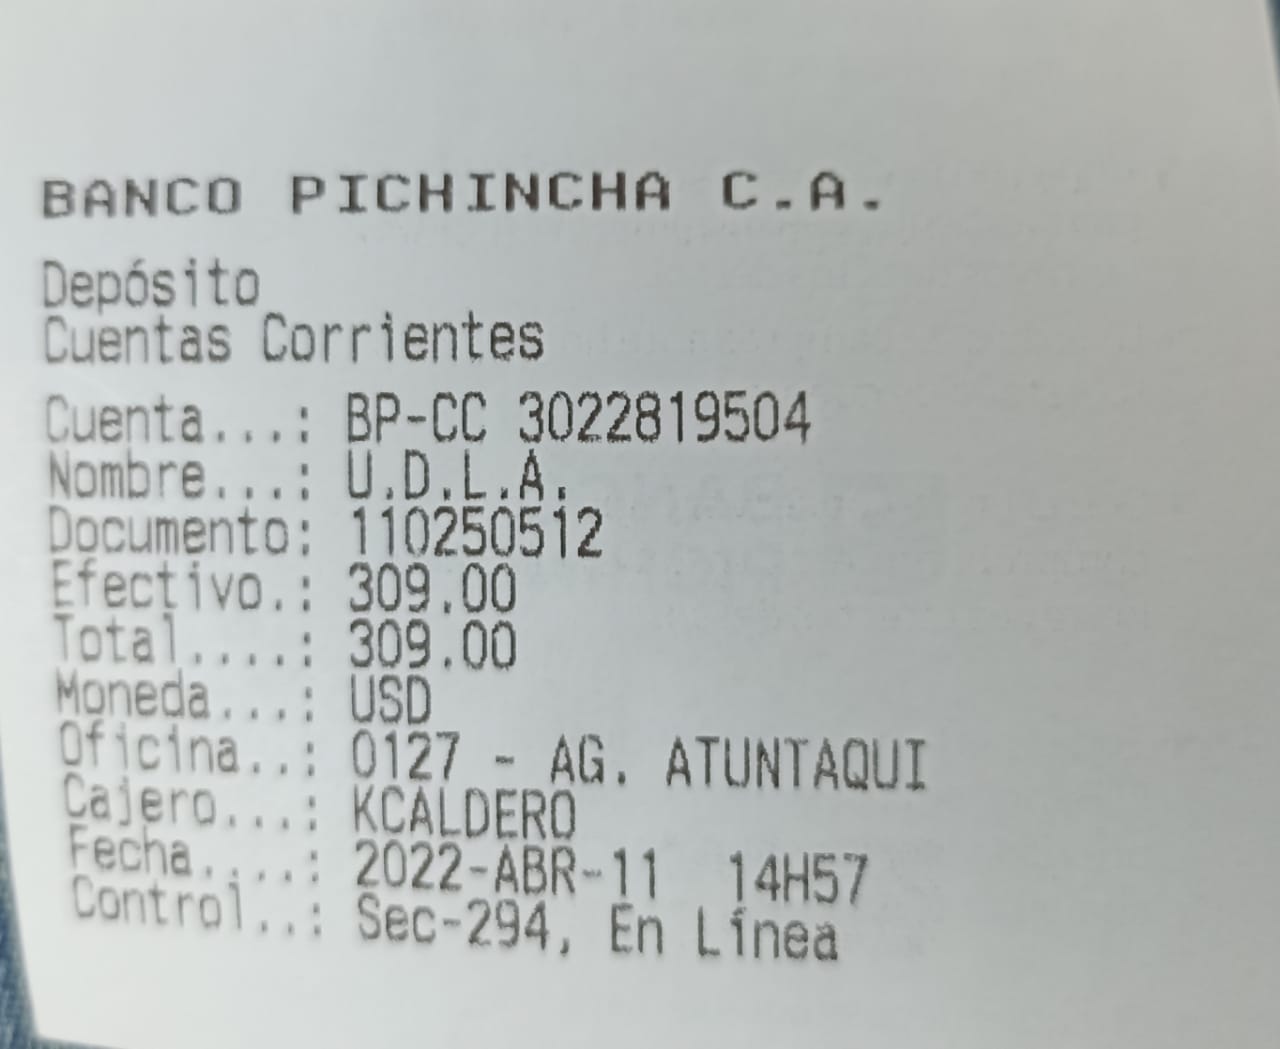 BANCO PICHINCHA C.A.
Depósito
Cuentas Corrientes
Cuenta...: BP-CC 3022819504
Nombre...: U.D.L.A.
Documento: 110250512
Efectivo.: 309.00
Total....: 309.00
Moneda...: USD
Oficina..: 0127 - AG. ATUNTAQUI
Cajero...: KCALDERO
Fecha....: 2022-ABR-11 14H57
Control..: Sec-294, En Línea